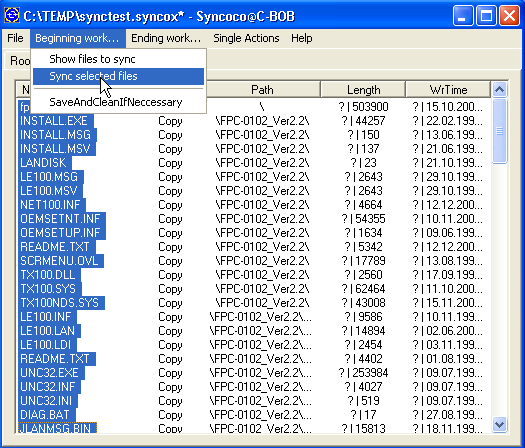 C:\TEMP\synctest.syncox* - Syncoco@C-BOB
File Beginning work... Ending work... Single Actions Help
Show files to sync
Sync selected files
SaveAndCleanIfNeccessary
Roo
N Path Length WrTime
fp \ ?|503900 ?|15.10.200...
INSTALL.EXE Copy \FPC-0102_Ver2.2\ ?|44257 ?|22.02.199...
INSTALL.MSG Copy \FPC-0102_Ver2.2\ ?|150 ?|13.06.199...
INSTALL.MSV Copy \FPC-0102_Ver2.2\ ?|137 ?|21.06.199...
LANDISK Copy \FPC-0102_Ver2.2\ ?|23 ?|21.10.199...
LE100.MSG Copy \FPC-0102_Ver2.2\ ?|2643 ?|29.10.199...
LE100.MSV Copy \FPC-0102_Ver2.2\ ?|2643 ?|29.10.199...
NET100.INF Copy \FPC-0102_Ver2.2\ ?|4664 ?|12.12.200...
OEMSETNT.INF Copy \FPC-0102_Ver2.2\ ?|54355 ?|10.11.200...
OEMSETUP.INF Copy \FPC-0102_Ver2.2\ ?|1634 ?|09.06.199...
README.TXT Copy \FPC-0102_Ver2.2\ ?|5342 ?|12.12.200...
SCRMENU.OVL Copy \FPC-0102_Ver2.2\ ?|17789 ?|13.08.199...
TX100.DLL Copy \FPC-0102_Ver2.2\ ?|2560 ?|17.09.199...
TX100.SYS Copy \FPC-0102_Ver2.2\ ?|62464 ?|11.10.200...
TX100NDS.SYS Copy \FPC-0102_Ver2.2\ ?|43008 ?|15.11.200...
LE100.INF Copy \FPC-0102_Ver2.2\... ?|9586 ?|10.11.199...
LE100.LAN Copy \FPC-0102_Ver2.2\... ?|14894 ?|02.06.200...
LE100.LDI Copy \FPC-0102_Ver2.2\... ?|2454 ?|03.11.199...
README.TXT Copy \FPC-0102_Ver2.2\... ?|4402 ?|01.08.199...
UNC32.EXE Copy \FPC-0102_Ver2.2\... ?|253984 ?|09.07.199...
UNC32.INF Copy \FPC-0102_Ver2.2\... ?|4027 ?|09.07.199...
UNC32.INI Copy \FPC-0102_Ver2.2\... ?|519 ?|09.07.199...
DIAG.BAT Copy \FPC-0102_Ver2.2\... ?|17 ?|27.08.199...
JLANMSG.BIN Copy \FPC-0102_Ver2.2\... ?|15813 ?|18.11.199...